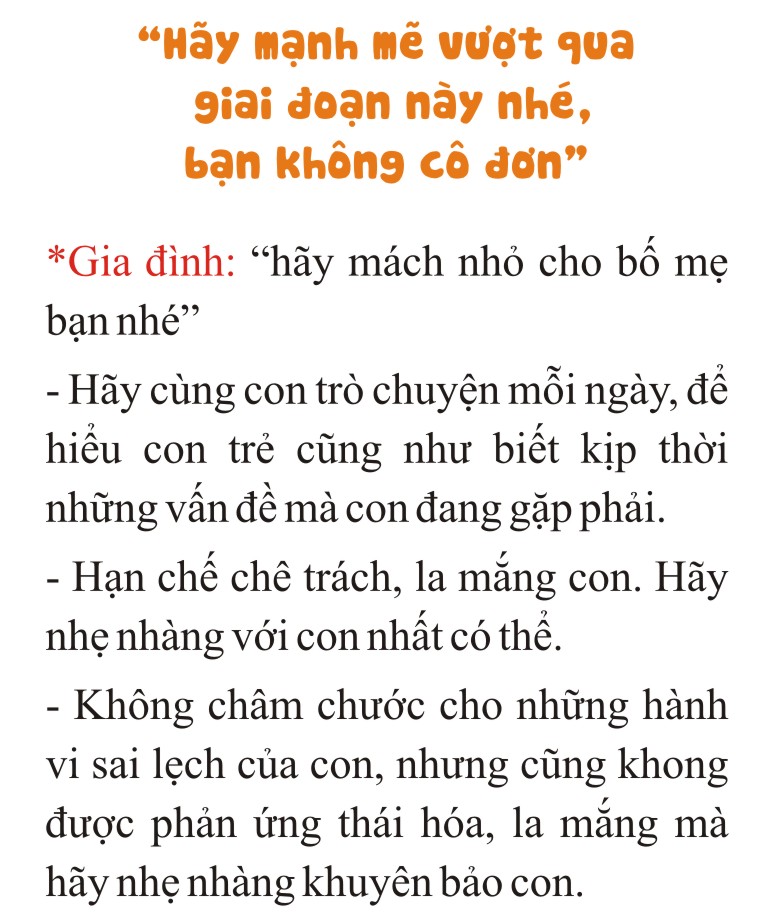 “Hãy mạnh mẽ vượt qua
giai đoạn này nhé,
bạn không cô đơn”
*Gia đình: “hãy mách nhỏ cho bố mẹ
bạn nhé”
- Hãy cùng con trò chuyện mỗi ngày, để
hiểu con trẻ cũng như biết kịp thời
những vấn đề mà con đang gặp phải.
- Hạn chế chê trách, la mắng con. Hãy
nhẹ nhàng với con nhất có thể.
- Không châm chước cho những hành
vi sai lệch của con, nhưng cũng khong
được phản ứng thái hóa, la mắng mà
hãy nhẹ nhàng khuyên bảo con.